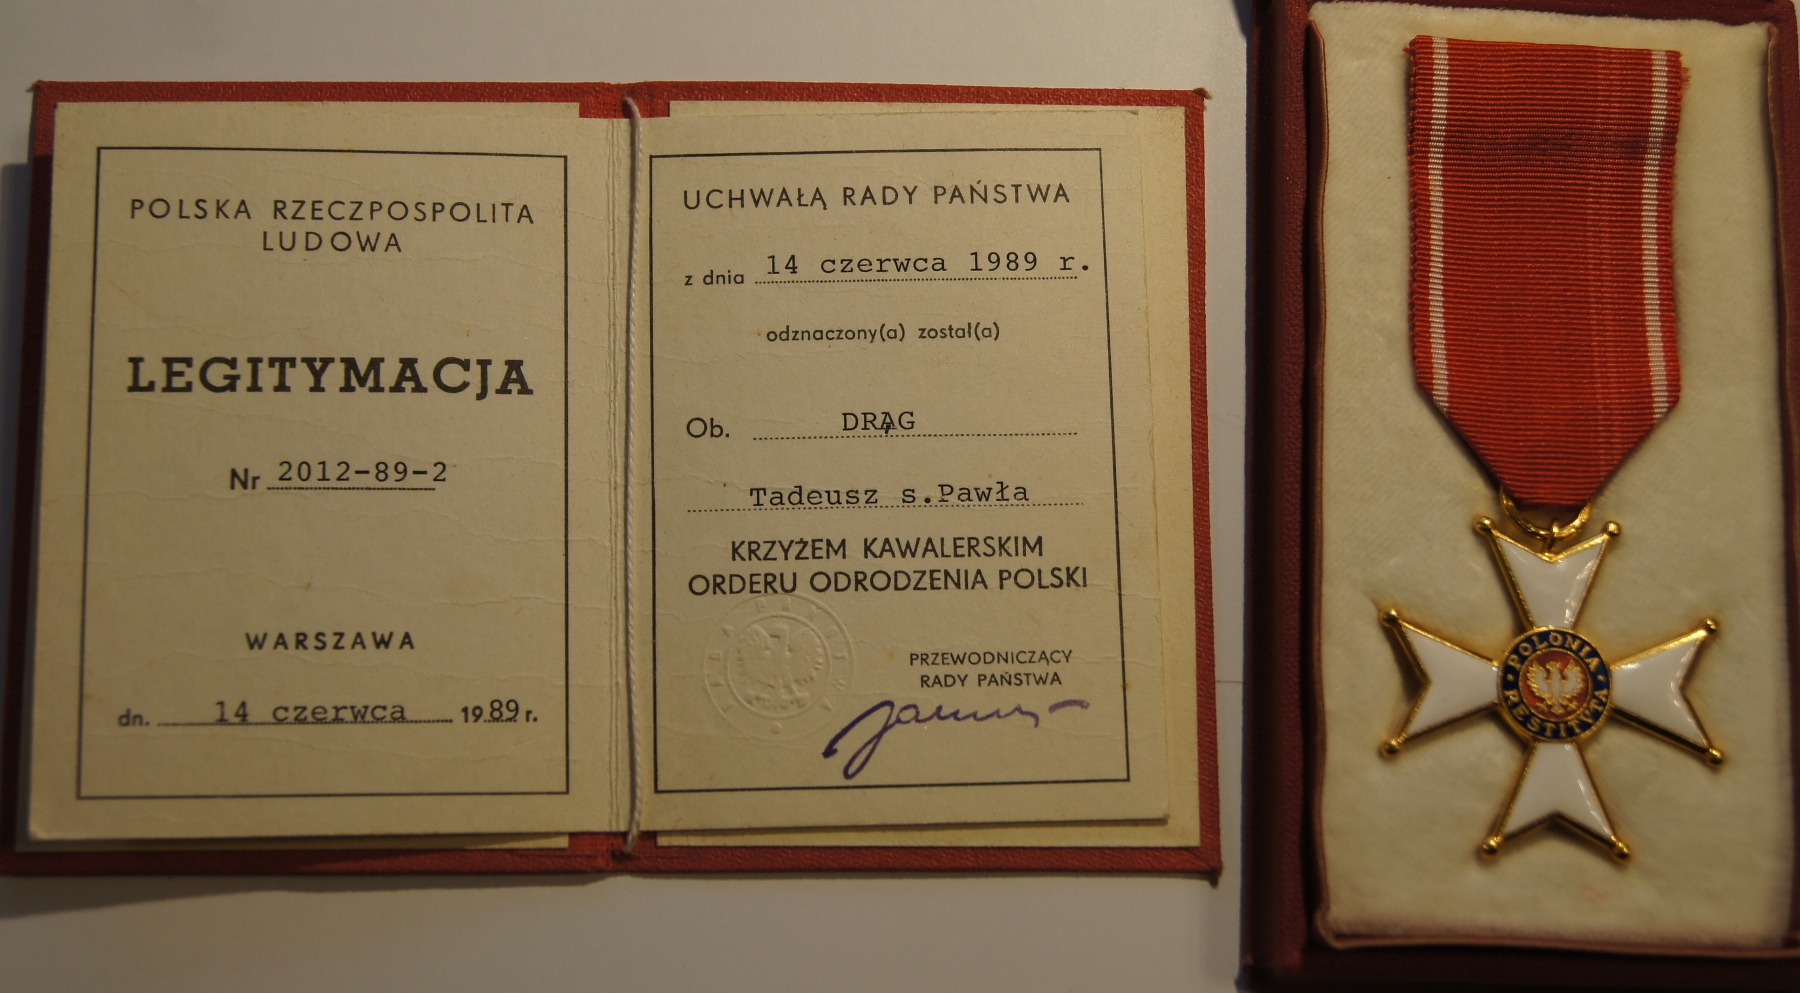 POLSKA RZECZPOSPOLITA
LUDOWA
LEGITYMACJA
Nr 2012-89-2
WARSZAWA
dn. 14 czerwca 1989 r.
UCHWAŁĄ RADY PAŃSTWA
z dnia 14 czerwca 1989 r.
odznaczony(a) został(a)
Ob. DRĄG
Tadeusz s.Pawła
KRZYŻEM KAWALERSKIM
ORDERU ODRODZENIA POLSKI
PRZEWODNICZĄCY
RADY PAŃSTWA
POLONIA
RESTITVTA